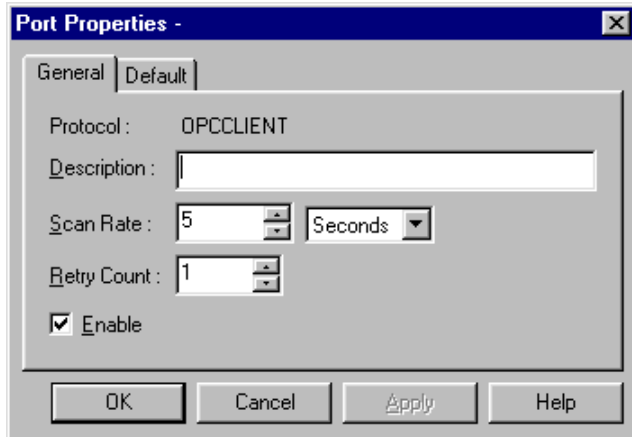 Port Properties -
General Default
Protocol : OPCCLIENT
Description :
Scan Rate : 5 Seconds
Retry Count : 1
Enable
OK Cancel Apply Help